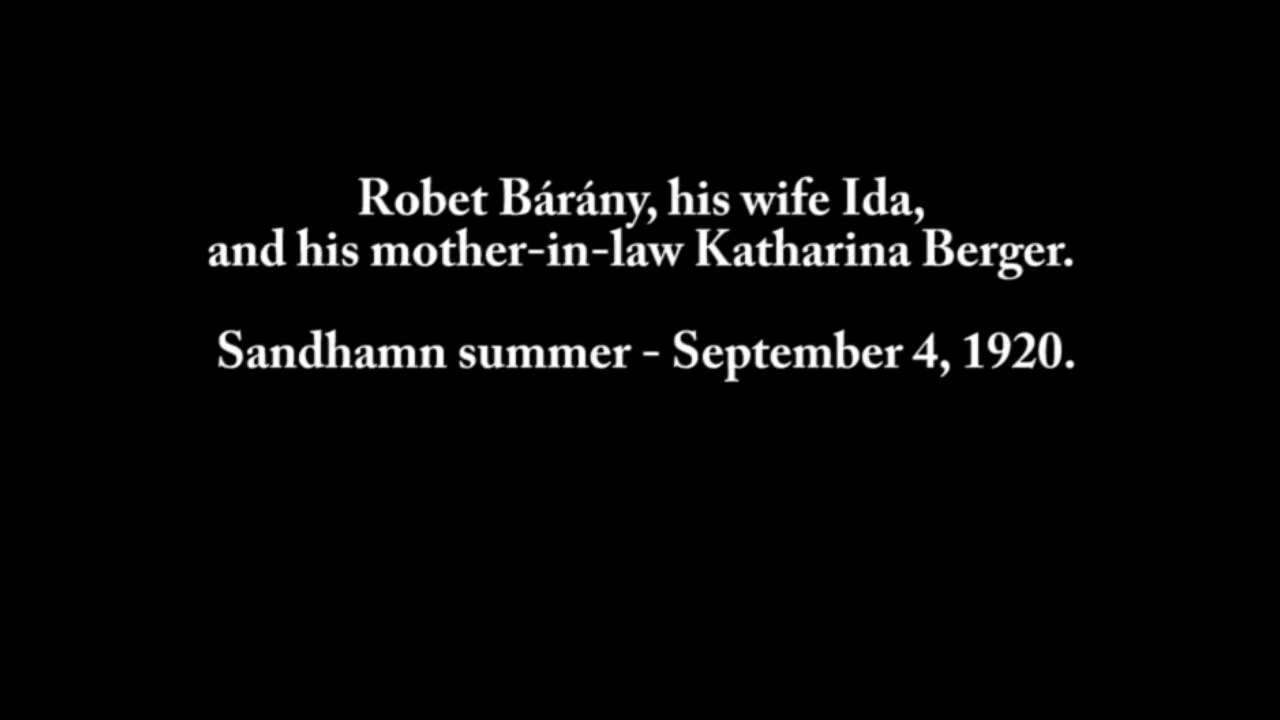 Robet Bárány, his wife Ida,
and his mother-in-law Katharina Berger.
Sandhamn summer - September 4, 1920.